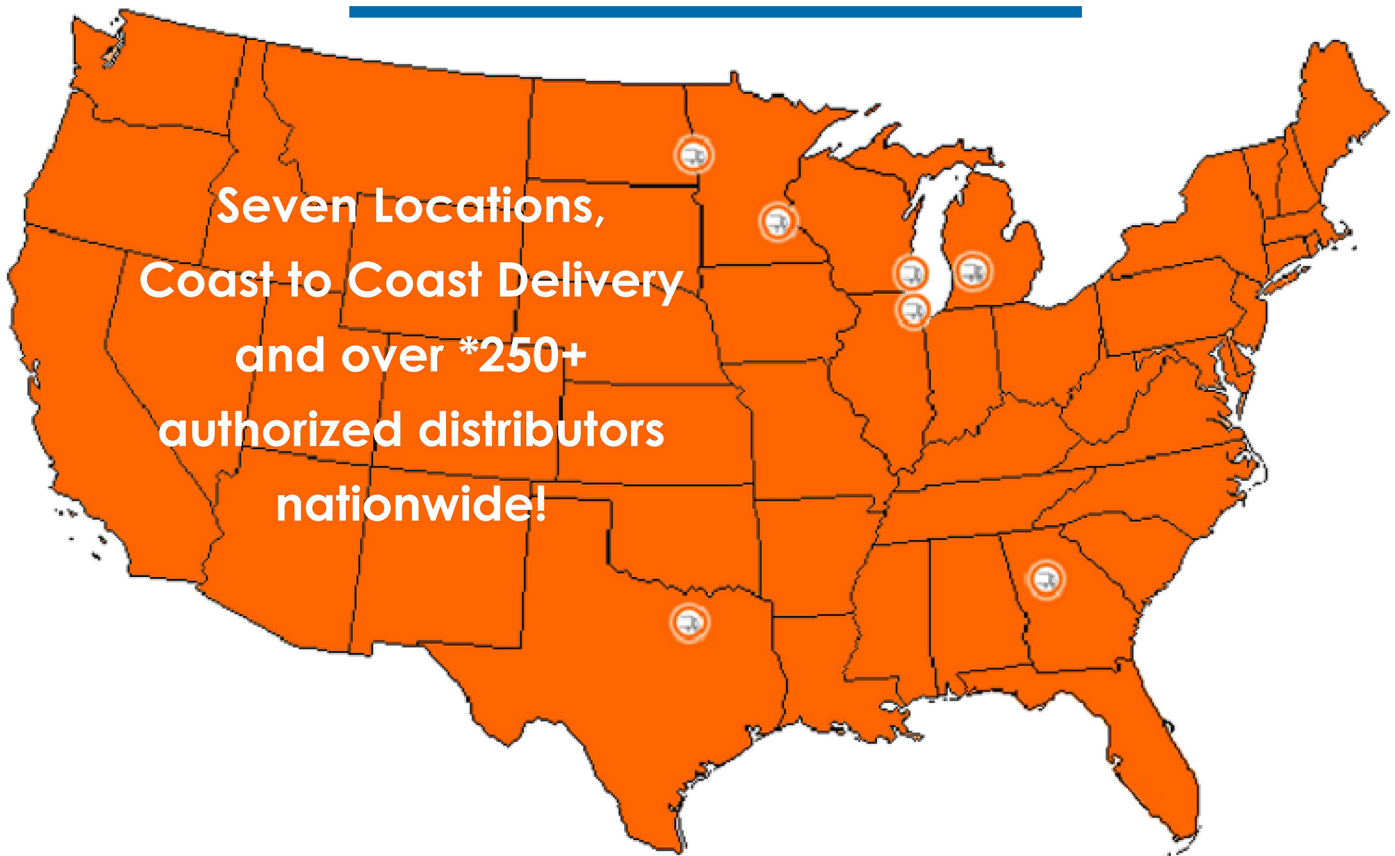 Seven Locations,
Coast to Coast Delivery
and over *250+
authorized distributors
nationwide!